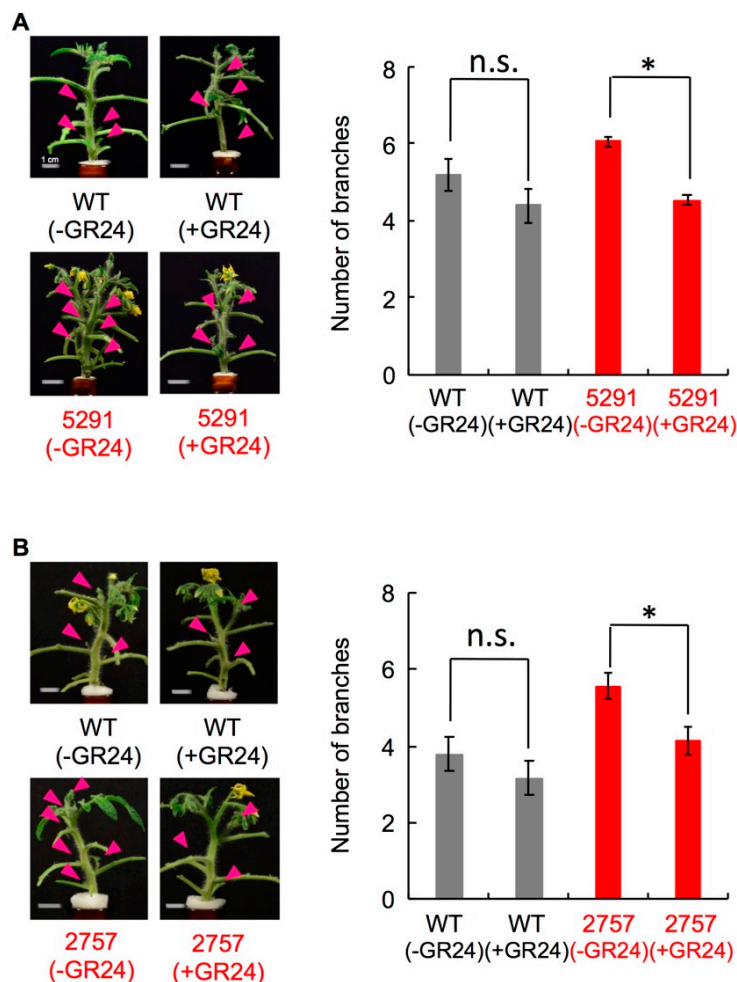 A
1 cm
WT
(-GR24)
WT
(+GR24)
5291
(-GR24)
5291
(+GR24)
Number of branches
8
6
4
2
0
n.s.
*
WT
(-GR24)
WT
(+GR24)
5291
(-GR24)
5291
(+GR24)
B
WT
(-GR24)
WT
(+GR24)
2757
(-GR24)
2757
(+GR24)
Number of branches
8
6
4
2
0
n.s.
*
WT
(-GR24)
WT
(+GR24)
2757
(-GR24)
2757
(+GR24)